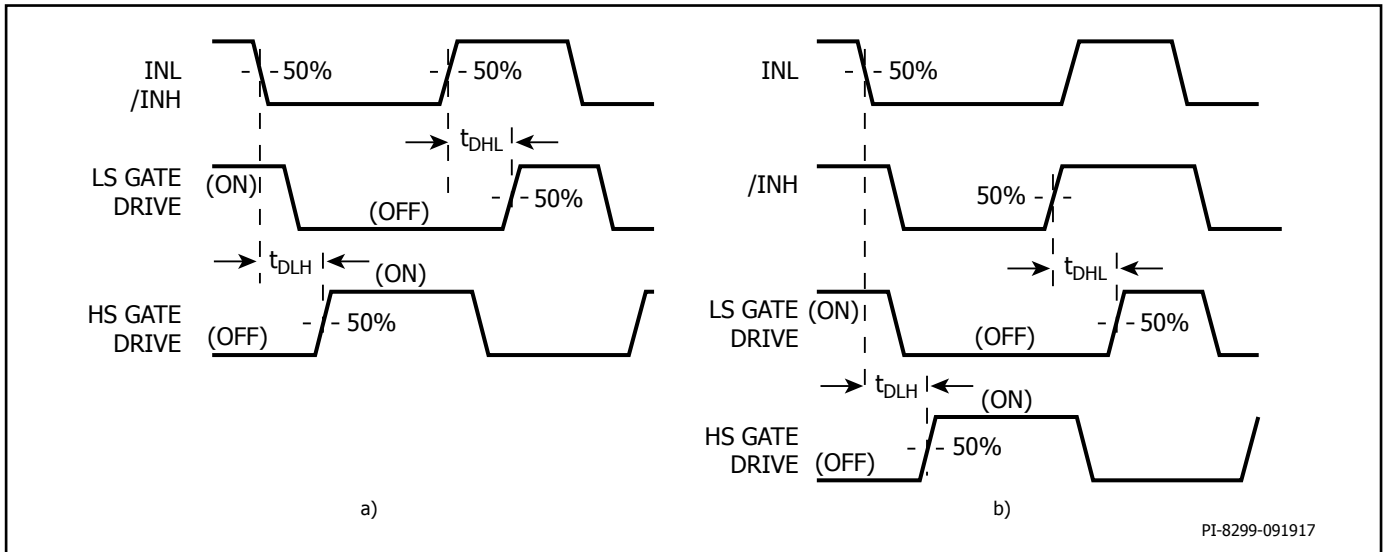 INL
/INH
50%
50%
tDHL
LS GATE
DRIVE
(ON)
(OFF)
50%
tDLH
(ON)
HS GATE
DRIVE
(OFF)
50%
a)
INL
50%
/INH
50%
tDHL
LS GATE
DRIVE
(ON)
(OFF)
50%
tDLH
(ON)
HS GATE
DRIVE
(OFF)
50%
b)
PI-8299-091917